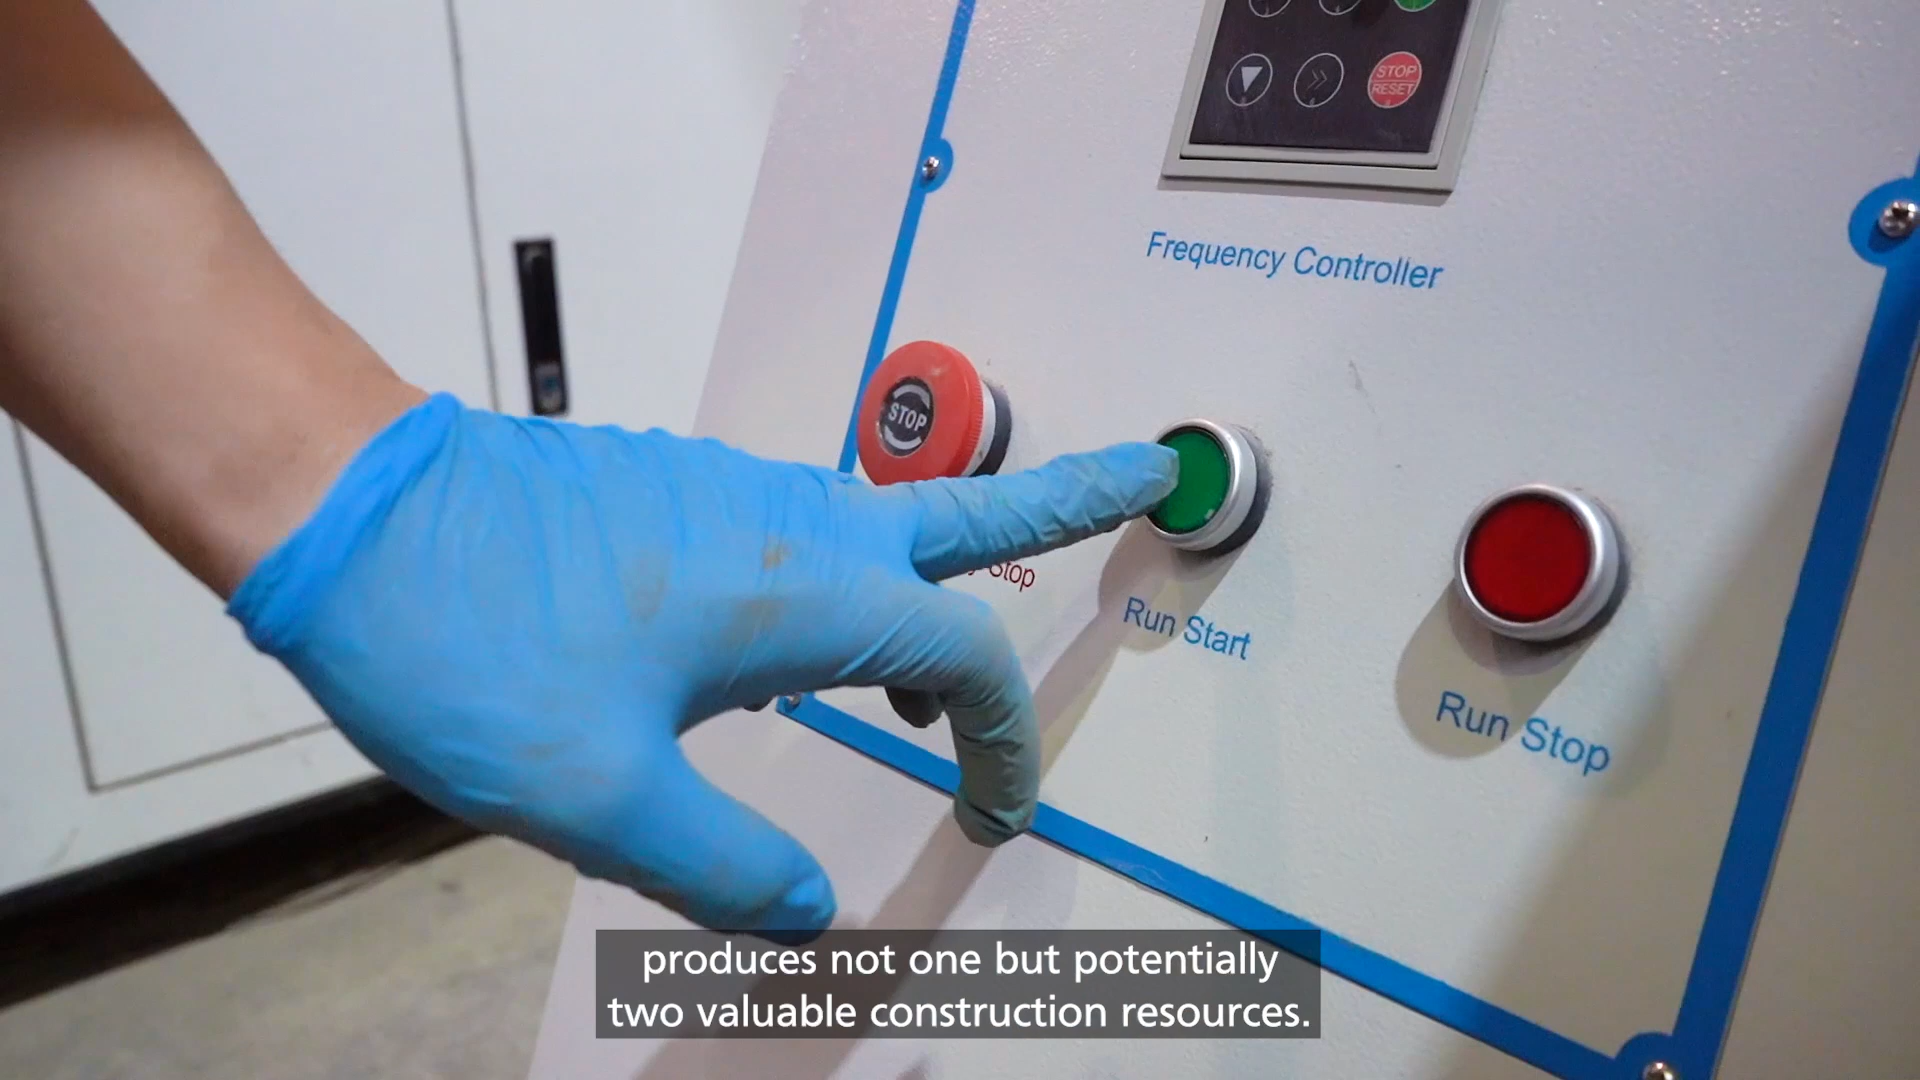 STOP
RESET
Frequency Controller
STOP
Stop
Run Start
Run Stop
produces not one but potentially
two valuable construction resources.